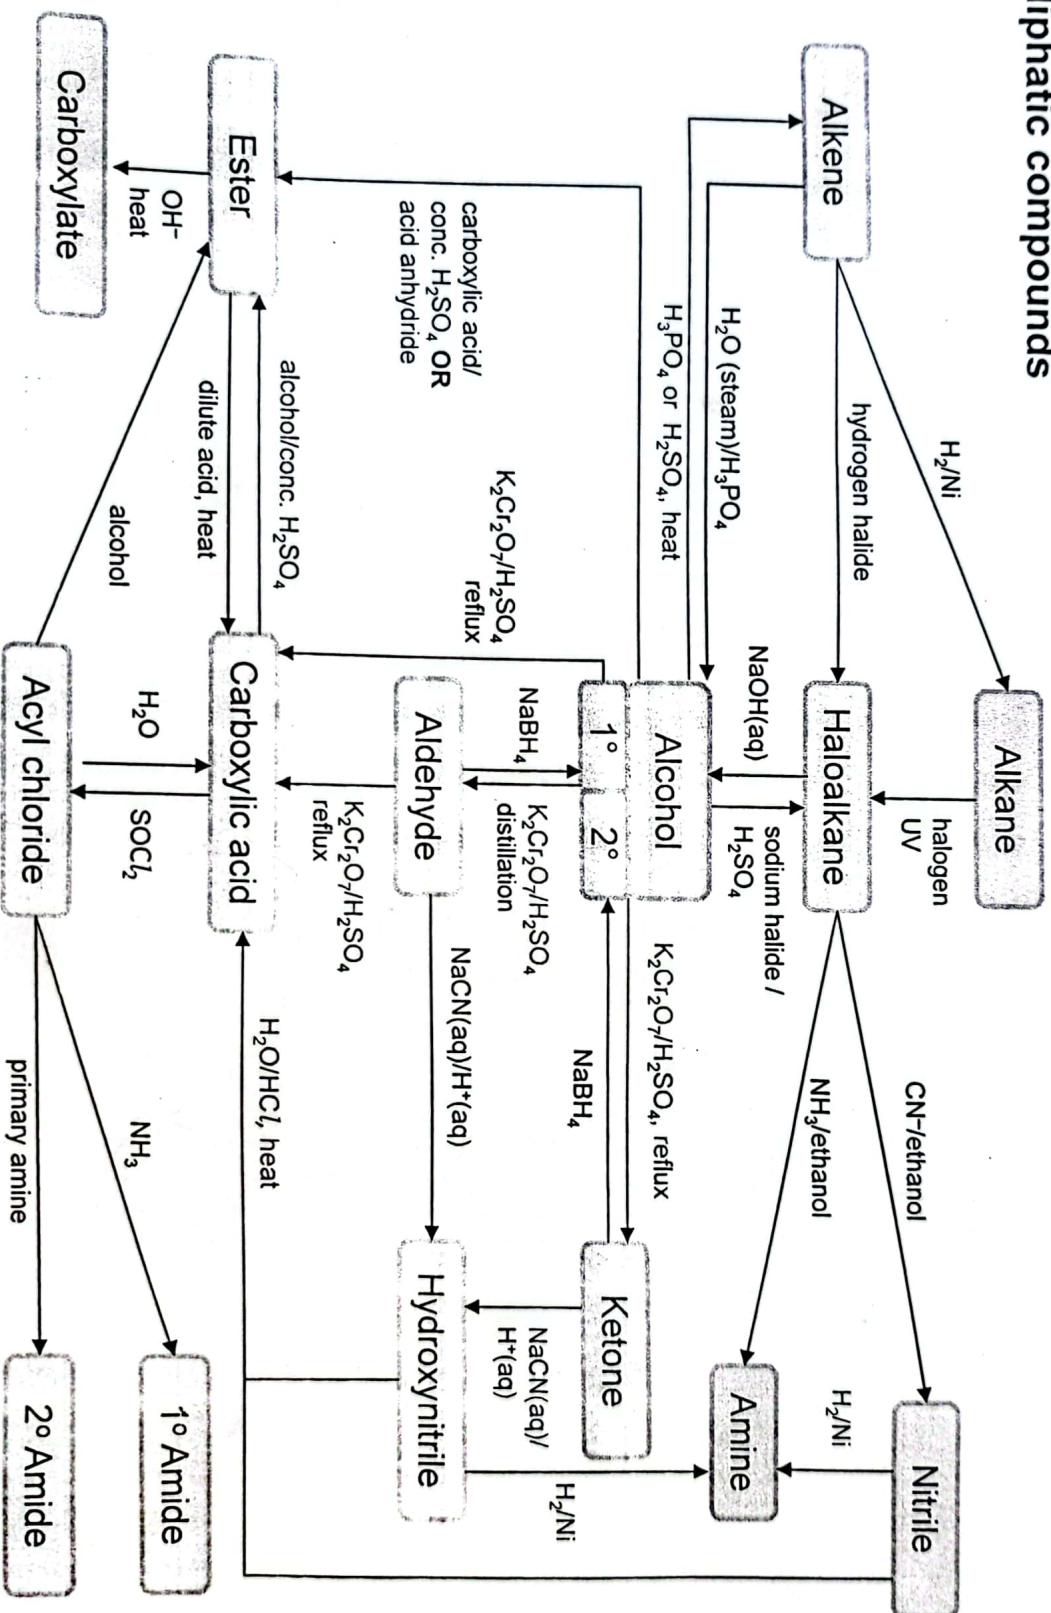 liphatic compounds
Alkane
H₂/Ni
halogen
UV
Alkene
hydrogen halide
Haloalkane
CN⁻/ethanol
Nitrile
NH₃/ethanol
H₂/Ni
H₂O (steam)/H₃PO₄
NaOH(aq)
sodium halide /
H₂SO₄
Amine
H₃PO₄ or H₂SO₄, heat
Alcohol
1°
2°
K₂Cr₂O₇/H₂SO₄, reflux
NaBH₄
Ketone
H₂/Ni
carboxylic acid/
conc. H₂SO₄ OR
acid anhydride
K₂Cr₂O₇/H₂SO₄
reflux
NaBH₄
K₂Cr₂O₇/H₂SO₄
distillation
NaCN(aq)/
H⁺(aq)
Aldehyde
NaCN(aq)/H⁺(aq)
Hydroxynitrile
K₂Cr₂O₇/H₂SO₄
reflux
Ester
alcohol/conc. H₂SO₄
dilute acid, heat
Carboxylic acid
H₂O/HCl, heat
OH⁻
heat
Carboxylate
alcohol
H₂O
SOCl₂
NH₃
1º Amide
Acyl chloride
primary amine
2º Amide